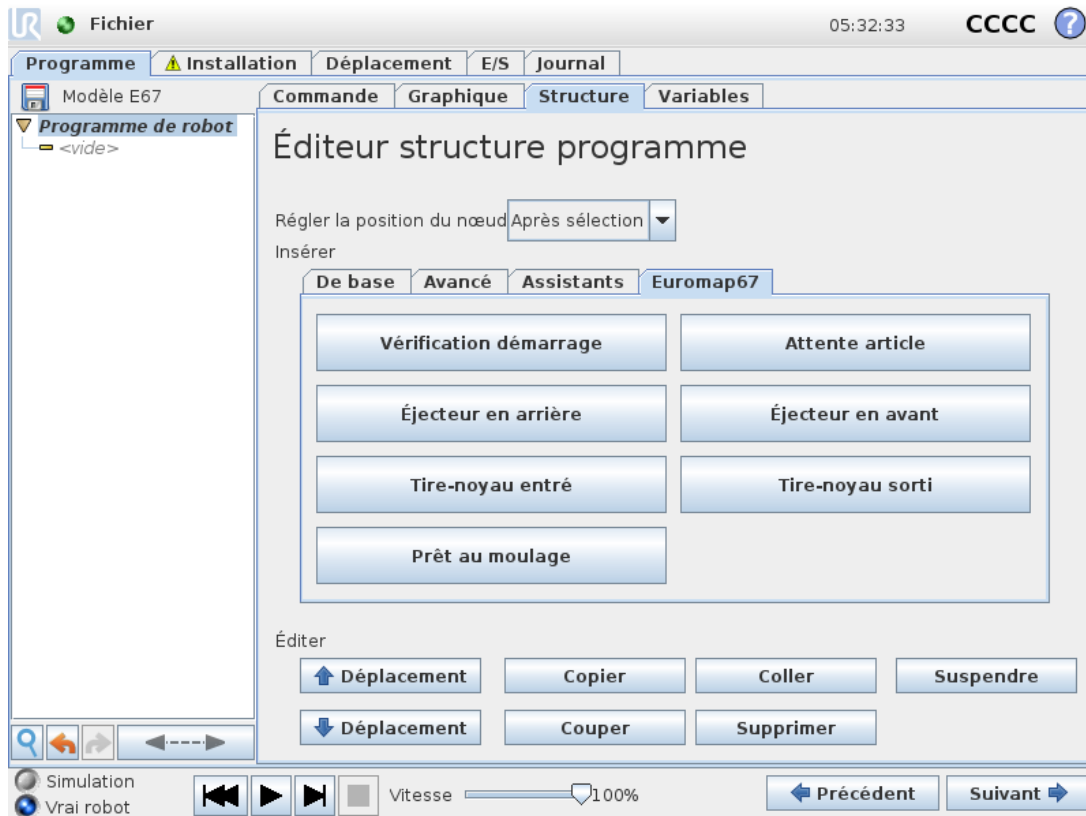 UR Fichier 05:32:33 CCCC ?
Programme Installation Déplacement E/S Journal
Modèle E67 Commande Graphique Structure Variables
Programme de robot
<vide>
Éditeur structure programme
Régler la position du nœud Après sélection
Insérer
De base Avancé Assistants Euromap67
Vérification démarrage Attente article
Éjecteur en arrière Éjecteur en avant
Tire-noyau entré Tire-noyau sorti
Prêt au moulage
Éditer
Déplacement Copier Coller Suspendre
Déplacement Couper Supprimer
Simulation
Vrai robot
Vitesse 100% Précédent Suivant